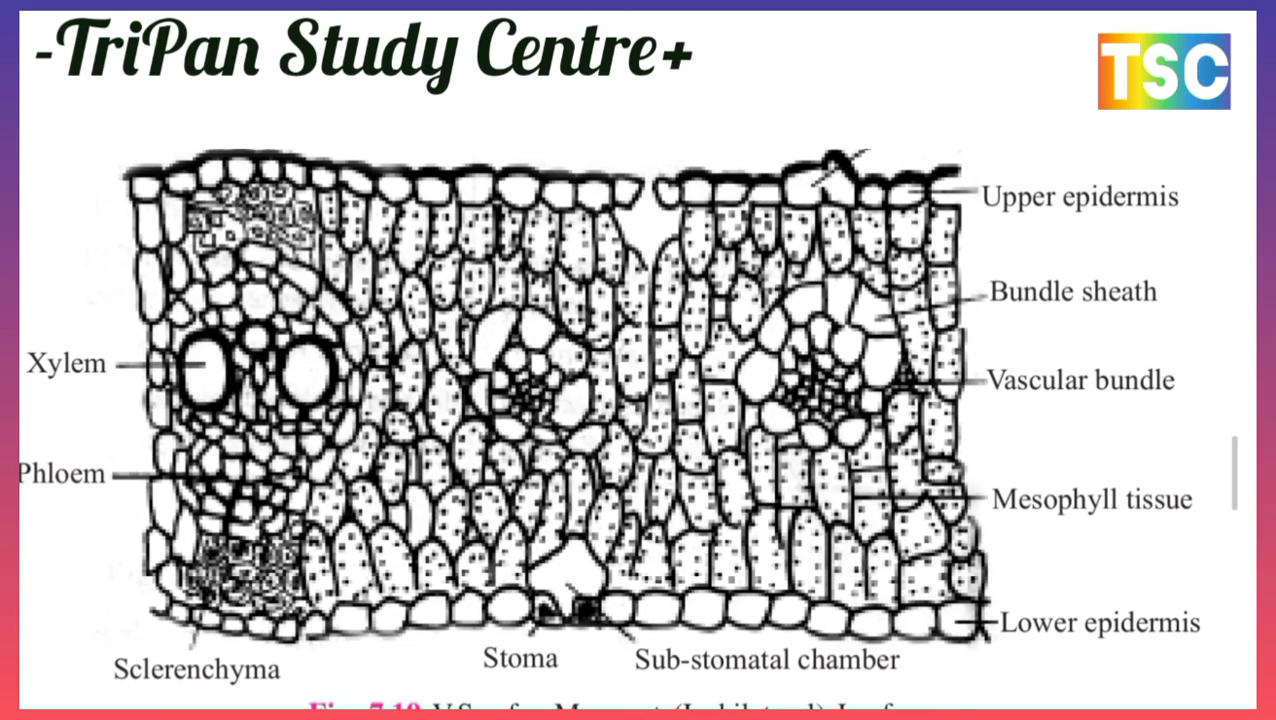 -TriPan Study Centre+
TSC
Upper epidermis
Bundle sheath
Xylem
Vascular bundle
Phloem
Mesophyll tissue
Lower epidermis
Stoma
Sub-stomatal chamber
Sclerenchyma